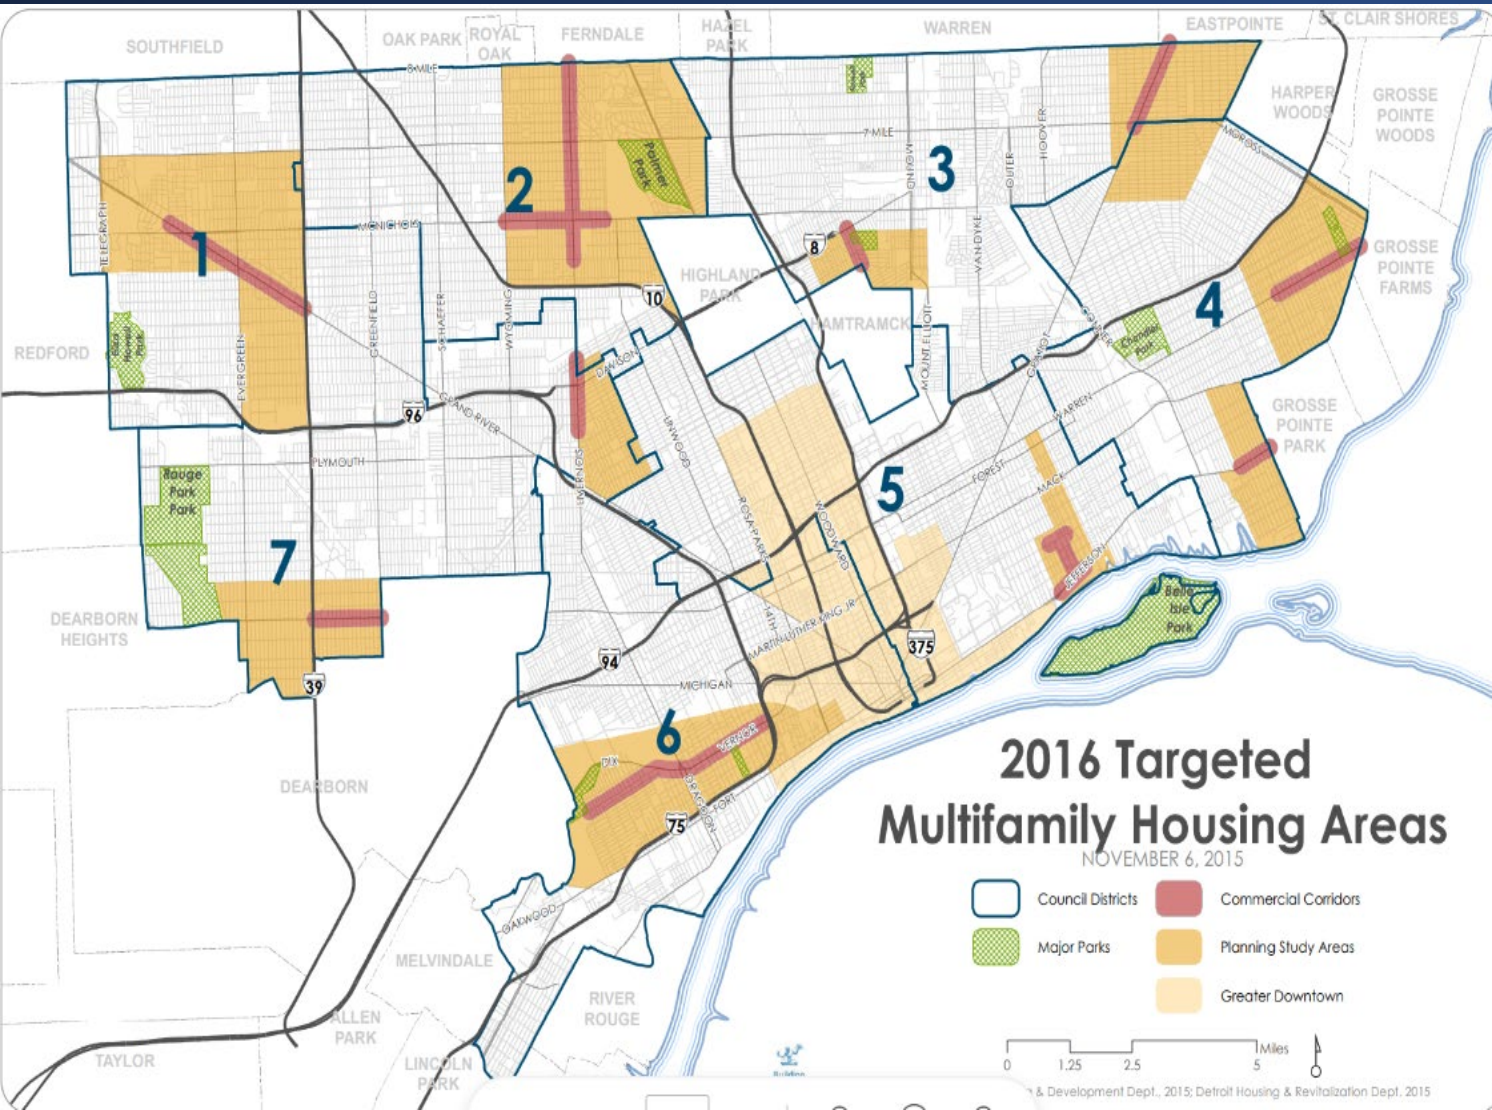 SOUTHFIELD
OAK PARK
ROYAL
OAK
FERNDALE
HAZEL
PARK
WARREN
EASTPOINTE
ST. CLAIR SHORES
8 MILE
HARPER
WOODS
GROSSE
POINTE
WOODS
7 MILE
MOROSS
HOOVER
OUTER
CONANT
3
2
Palmer
Park
TELEGRAPH
MCNICHOLS
1
8
VAN DYKE
HIGHLAND
PARK
10
GROSSE
POINTE
FARMS
4
HAMTRAMCK
CONNER
Chandler
Park
GRATIOT
MOUNT ELLIOTT
REDFORD
EVERGREEN
GREENFIELD
SCHAEFER
WYOMING
DAVISON
96
GRAND RIVER
LINWOOD
WARREN
GROSSE
POINTE
PARK
PLYMOUTH
Rouge
Park
Park
LIVERNOIS
ROSA PARKS
WOODWARD
5
FOREST
MACK
7
JEFFERSON
Belle
Isle
Park
DEARBORN
HEIGHTS
14TH
MARTIN LUTHER KING JR
375
94
MICHIGAN
39
6
VERNOR
DIX
DRAGOON
FORT
75
DEARBORN
OAKWOOD
MELVINDALE
RIVER
ROUGE
ALLEN
PARK
TAYLOR
LINCOLN
PARK
2016 Targeted
Multifamily Housing Areas
NOVEMBER 6, 2015
Council Districts
Commercial Corridors
Major Parks
Planning Study Areas
Greater Downtown
0 1.25 2.5 5 Miles
& Development Dept., 2015; Detroit Housing & Revitalization Dept. 2015
Building